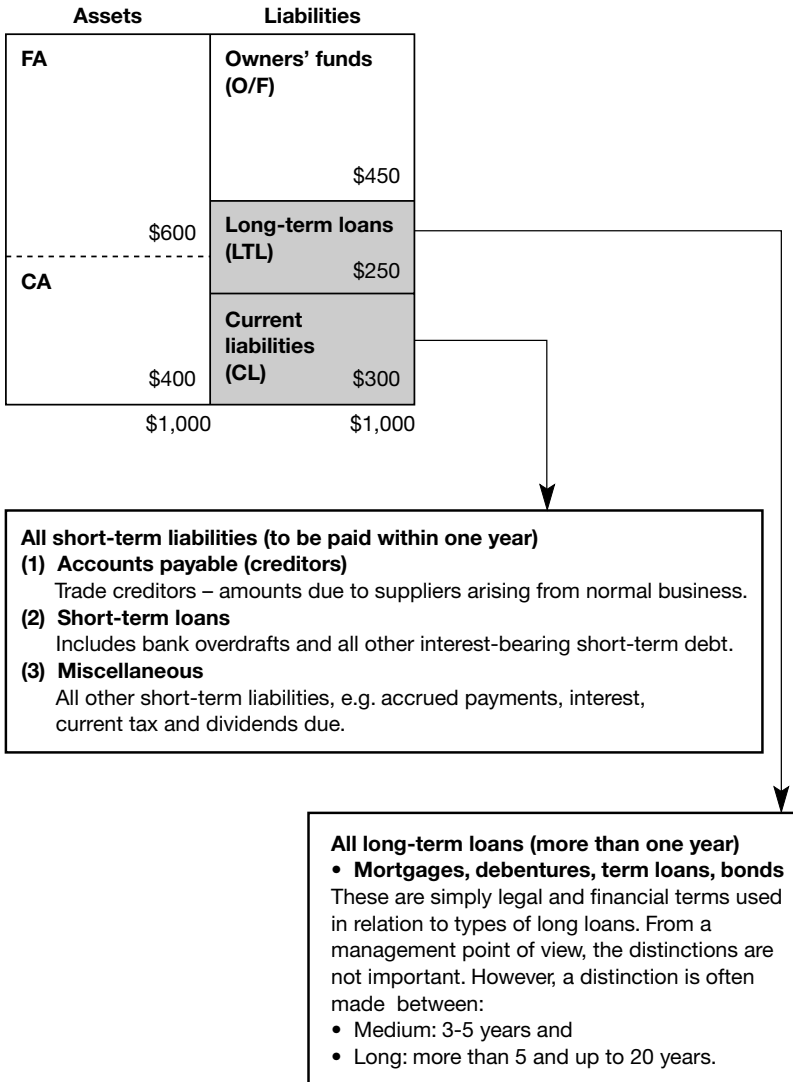 Assets Liabilities
FA
Owners’ funds
(O/F)
$450
$600
Long-term loans
(LTL)
$250
CA
Current
liabilities
(CL)
$400
$300
$1,000 $1,000
All short-term liabilities (to be paid within one year)
(1) Accounts payable (creditors)
Trade creditors – amounts due to suppliers arising from normal business.
(2) Short-term loans
Includes bank overdrafts and all other interest-bearing short-term debt.
(3) Miscellaneous
All other short-term liabilities, e.g. accrued payments, interest,
current tax and dividends due.
All long-term loans (more than one year)
• Mortgages, debentures, term loans, bonds
These are simply legal and financial terms used
in relation to types of long loans. From a
management point of view, the distinctions are
not important. However, a distinction is often
made between:
• Medium: 3-5 years and
• Long: more than 5 and up to 20 years.